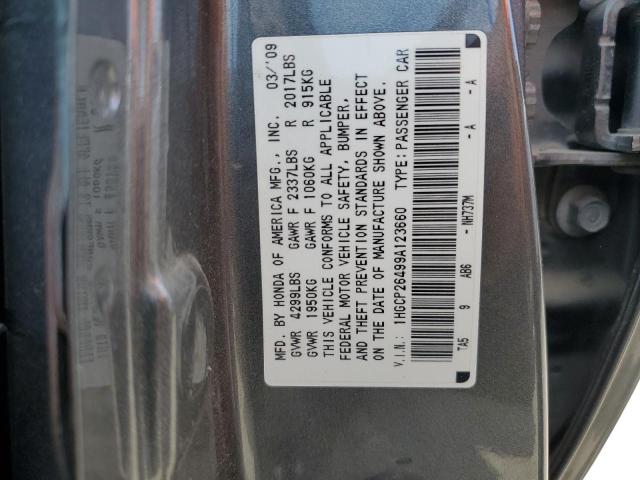 MFD. BY HONDA OF AMERICA MFG., INC. 03/'09
GVWR 4299LBS GAWR F 2337LBS R 2017LBS
GVWR 1950KG GAWR F 1060KG R 915KG
THIS VEHICLE CONFORMS TO ALL APPLICABLE
FEDERAL MOTOR VEHICLE SAFETY, BUMPER,
AND THEFT PREVENTION STANDARDS IN EFFECT
ON THE DATE OF MANUFACTURE SHOWN ABOVE.
V.I.N.: 1HGCP26499A123660 TYPE: PASSENGER CAR
TA5 9 AB6 - NH737M - A - A